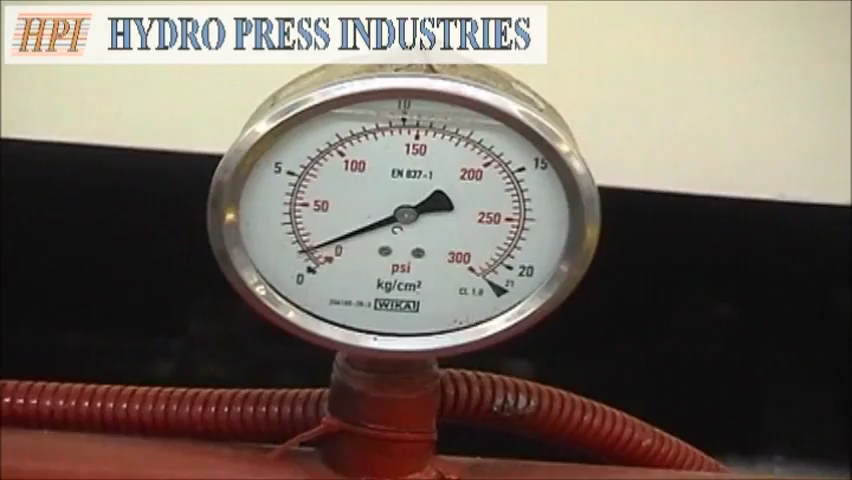 HPI HYDRO PRESS INDUSTRIES
10
5
15
150
100
200
EN 837-1
50
250
0
300
psi
20
0
kg/cm²
21
CL 1.0
WIKAI